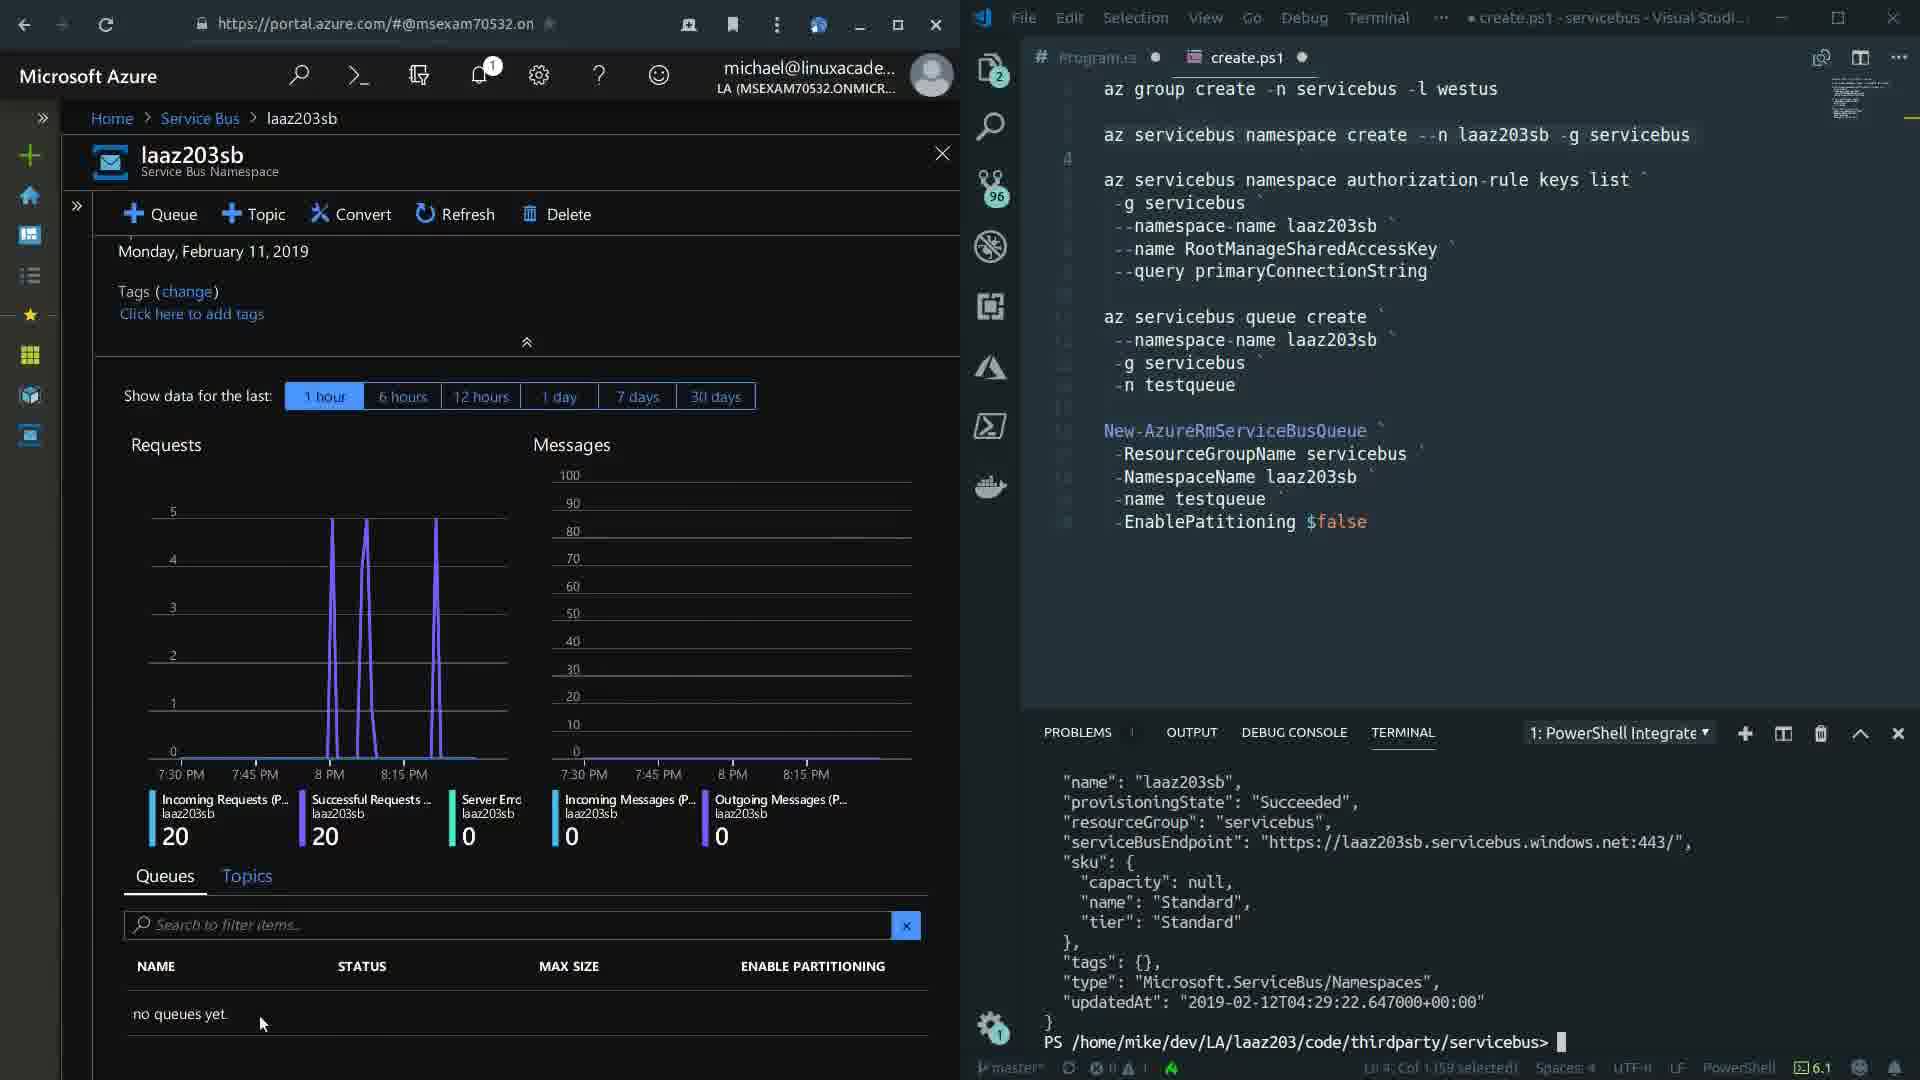 https://portal.azure.com/#@msexam70532.on
Microsoft Azure
1
michael@linuxacade...
LA (MSEXAM70532.ONMICR...
Home > Service Bus > laaz203sb
laaz203sb
Service Bus Namespace
Queue
Topic
Convert
Refresh
Delete
Monday, February 11, 2019
Tags (change)
Click here to add tags
Show data for the last:
1 hour
6 hours
12 hours
1 day
7 days
30 days
Requests
5
4
3
2
1
0
7:30 PM
7:45 PM
8 PM
8:15 PM
Incoming Requests (P...
laaz203sb
20
Successful Requests ...
laaz203sb
20
Server Erro
laaz203sb
0
Messages
100
90
80
70
60
50
40
30
20
10
0
7:30 PM
7:45 PM
8 PM
8:15 PM
Incoming Messages (P...
laaz203sb
0
Outgoing Messages (P...
laaz203sb
0
Queues
Topics
Search to filter items...
NAME
STATUS
MAX SIZE
ENABLE PARTITIONING
no queues yet.
File Edit Selection View Go Debug Terminal ... ● create.ps1 - servicebus - Visual Studi...
# Program.cs
create.ps1
2
96
1
az group create -n servicebus -l westus
az servicebus namespace create --n laaz203sb -g servicebus
4
az servicebus namespace authorization-rule keys list `
-g servicebus `
--namespace-name laaz203sb `
--name RootManageSharedAccessKey `
--query primaryConnectionString
az servicebus queue create `
--namespace-name laaz203sb `
-g servicebus `
-n testqueue
New-AzureRmServiceBusQueue `
-ResourceGroupName servicebus `
-NamespaceName laaz203sb `
-name testqueue `
-EnablePatitioning $false
PROBLEMS
OUTPUT
DEBUG CONSOLE
TERMINAL
1: PowerShell Integrate
"name": "laaz203sb",
"provisioningState": "Succeeded",
"resourceGroup": "servicebus",
"serviceBusEndpoint": "https://laaz203sb.servicebus.windows.net:443/",
"sku": {
"capacity": null,
"name": "Standard",
"tier": "Standard"
},
"tags": {},
"type": "Microsoft.ServiceBus/Namespaces",
"updatedAt": "2019-02-12T04:29:22.647000+00:00"
}
PS /home/mike/dev/LA/laaz203/code/thirdparty/servicebus>
master*
0
1
Ln 4, Col 1 (59 selected)
Spaces: 4
UTF-8
LF
PowerShell
6.1